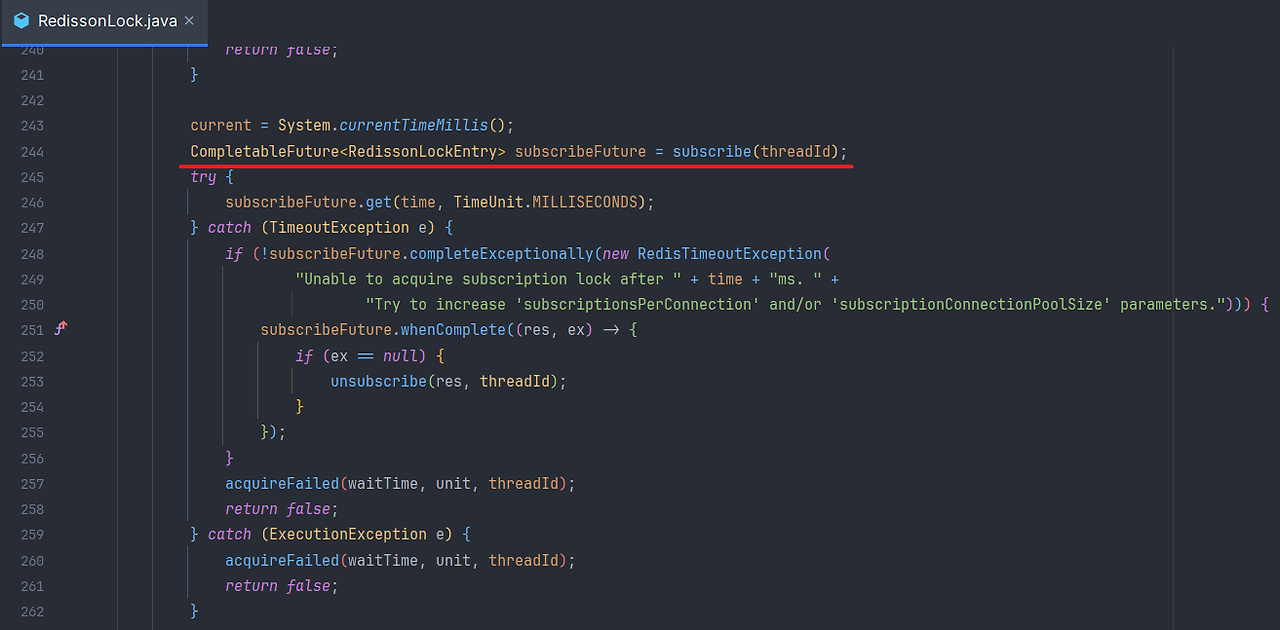 RedissonLock.java ×
240 return false;
241 }
242
243 current = System.currentTimeMillis();
244 CompletableFuture<RedissonLockEntry> subscribeFuture = subscribe(threadId);
245 try {
246 subscribeFuture.get(time, TimeUnit.MILLISECONDS);
247 } catch (TimeoutException e) {
248 if (!subscribeFuture.completeExceptionally(new RedisTimeoutException(
249 "Unable to acquire subscription lock after " + time + "ms. " +
250 "Try to increase 'subscriptionsPerConnection' and/or 'subscriptionConnectionPoolSize' parameters."))) {
251 subscribeFuture.whenComplete((res, ex) -> {
252 if (ex == null) {
253 unsubscribe(res, threadId);
254 }
255 });
256 }
257 acquireFailed(waitTime, unit, threadId);
258 return false;
259 } catch (ExecutionException e) {
260 acquireFailed(waitTime, unit, threadId);
261 return false;
262 }